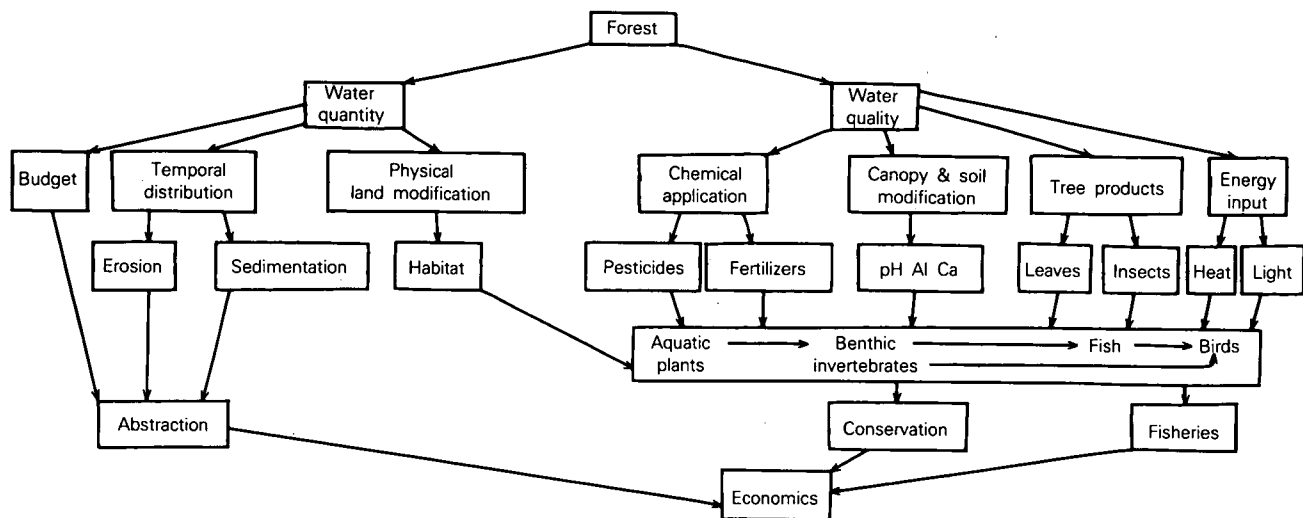 Forest
Water
quantity
Water
quality
Budget
Temporal
distribution
Physical
land modification
Chemical
application
Canopy & soil
modification
Tree products
Energy
input
Erosion
Sedimentation
Habitat
Pesticides
Fertilizers
pH Al Ca
Leaves
Insects
Heat
Light
Aquatic
plants
Benthic
invertebrates
Fish
Birds
Abstraction
Conservation
Fisheries
Economics